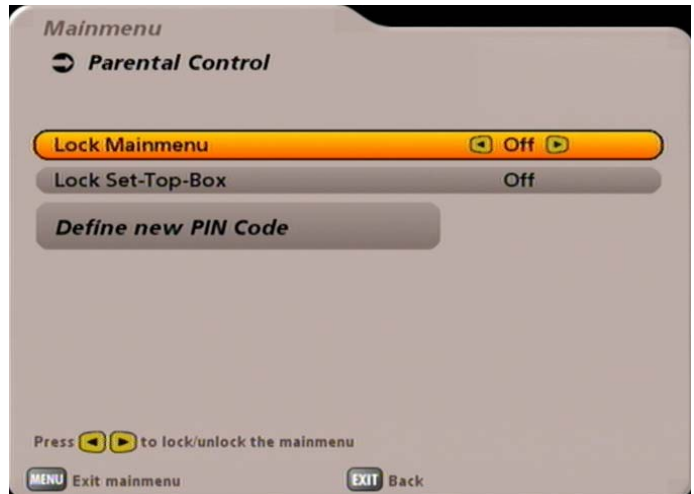 Mainmenu
Parental Control
Lock Mainmenu Off
Lock Set-Top-Box Off
Define new PIN Code
Press to lock/unlock the mainmenu
MENU Exit mainmenu EXIT Back